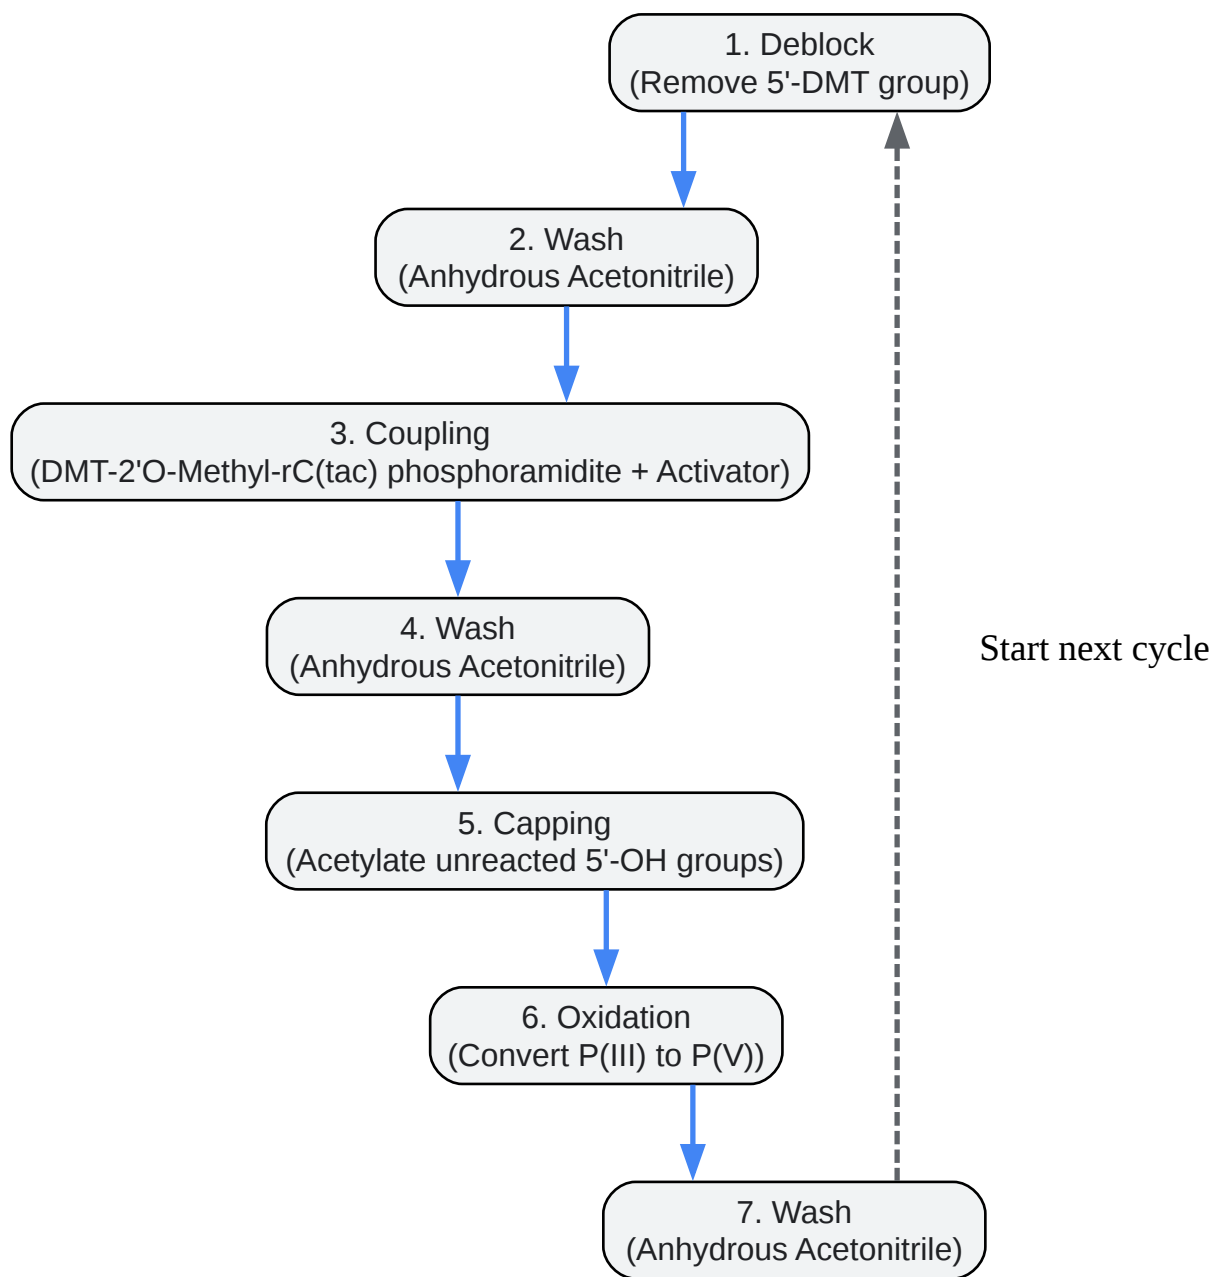 1. Deblock
(Remove 5'-DMT group)
2. Wash
(Anhydrous Acetonitrile)
3. Coupling
(DMT-2'O-Methyl-rC(tac) phosphoramidite + Activator)
4. Wash
(Anhydrous Acetonitrile)
Start next cycle
5. Capping
(Acetylate unreacted 5'-OH groups)
6. Oxidation
(Convert P(III) to P(V))
7. Wash
(Anhydrous Acetonitrile)